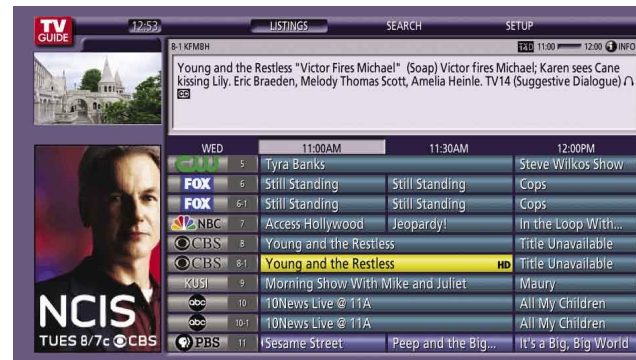 TV
GUIDE
12:53
LISTINGS
SEARCH
SETUP
8-1 KFMBH
11:00
12:00
INFO
Young and the Restless "Victor Fires Michael" (Soap) Victor fires Michael; Karen sees Cane
kissing Lily. Eric Braeden, Melody Thomas Scott, Amelia Heinle. TV14 (Suggestive Dialogue)
CC
WED
11:00AM
11:30AM
12:00PM
CW 5 Tyra Banks Steve Wilkos Show
FOX 6 Still Standing Still Standing Cops
FOX 6-1 Still Standing Still Standing Cops
NBC 7 Access Hollywood Jeopardy! In the Loop With...
CBS 8 Young and the Restless Title Unavailable
CBS 8-1 Young and the Restless HD Title Unavailable
KUSI 9 Morning Show With Mike and Juliet Maury
abc 10 10News Live @ 11A All My Children
abc 10-1 10News Live @ 11A All My Children
PBS 11 Sesame Street Peep and the Big... It's a Big, Big World
NCIS
TUES 8/7c CBS